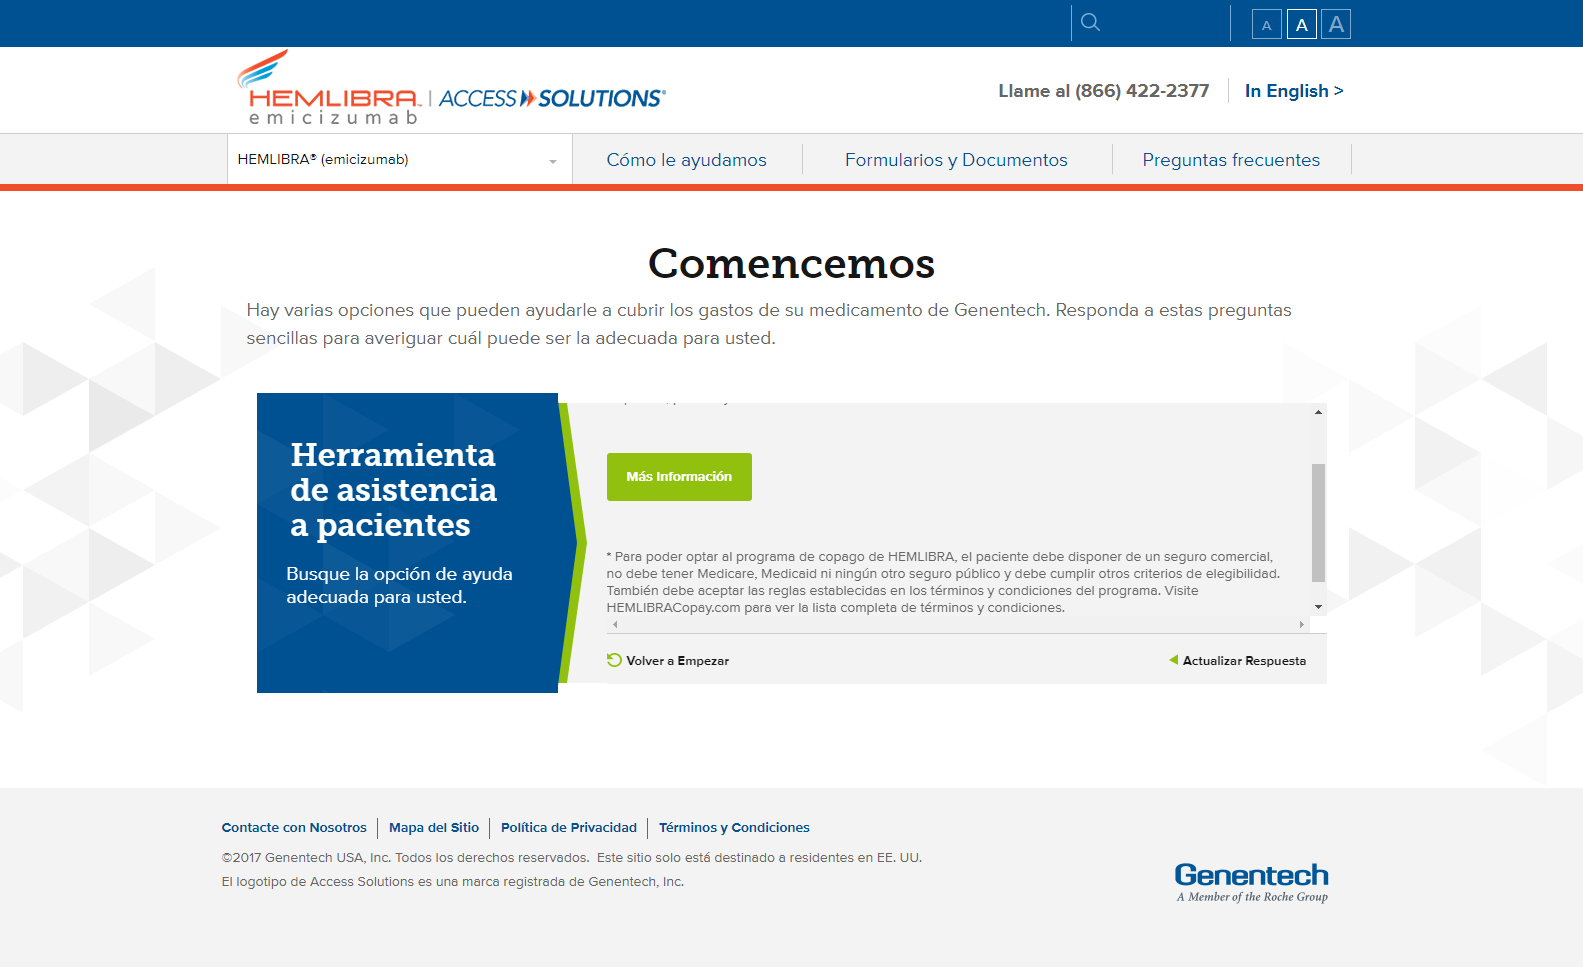 A A A
HEMLIBRA™ | ACCESS SOLUTIONS®
emicizumab
Llame al (866) 422-2377
In English >
HEMLIBRA® (emicizumab)
Cómo le ayudamos
Formularios y Documentos
Preguntas frecuentes
Comencemos
Hay varias opciones que pueden ayudarle a cubrir los gastos de su medicamento de Genentech. Responda a estas preguntas
sencillas para averiguar cuál puede ser la adecuada para usted.
Herramienta
de asistencia
a pacientes
Busque la opción de ayuda
adecuada para usted.
Más Información
* Para poder optar al programa de copago de HEMLIBRA, el paciente debe disponer de un seguro comercial,
no debe tener Medicare, Medicaid ni ningún otro seguro público y debe cumplir otros criterios de elegibilidad.
También debe aceptar las reglas establecidas en los términos y condiciones del programa. Visite
HEMLIBRACopay.com para ver la lista completa de términos y condiciones.
Volver a Empezar
Actualizar Respuesta
Contacte con Nosotros
Mapa del Sitio
Política de Privacidad
Términos y Condiciones
©2017 Genentech USA, Inc. Todos los derechos reservados. Este sitio solo está destinado a residentes en EE. UU.
El logotipo de Access Solutions es una marca registrada de Genentech, Inc.
Genentech
A Member of the Roche Group